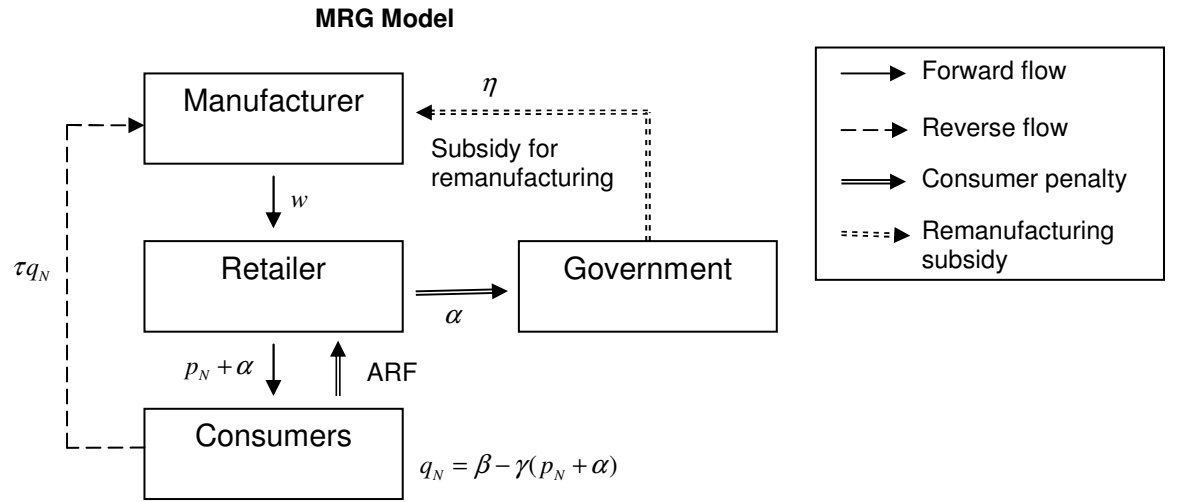 MRG Model
Manufacturer
η
Subsidy for
remanufacturing
w
Retailer
Government
τq_N
α
p_N + α
ARF
Consumers
q_N = β − γ(p_N + α)
Forward flow
Reverse flow
Consumer penalty
Remanufacturing
subsidy